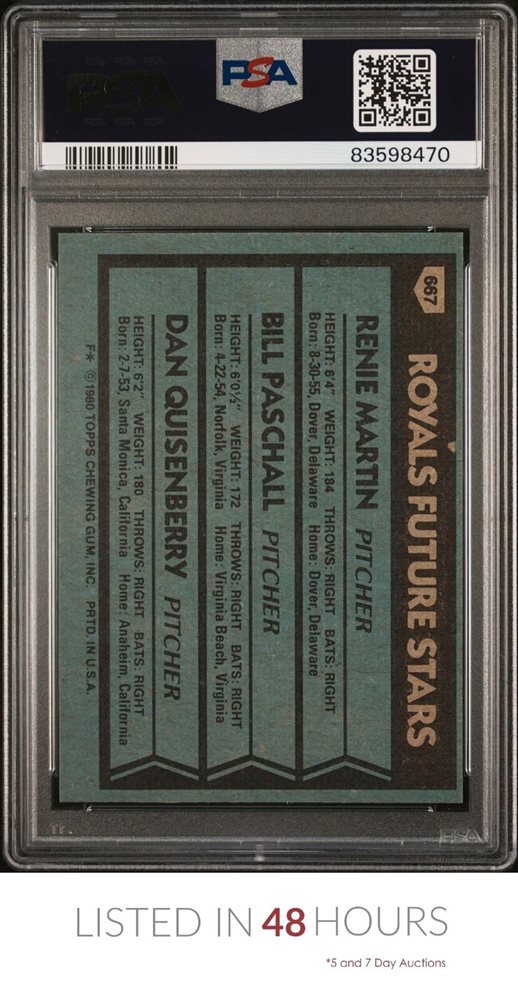 PSA
83598470
667
ROYALS FUTURE STARS
RENIE MARTIN PITCHER
HEIGHT: 6'4" WEIGHT: 184 THROWS: RIGHT BATS: RIGHT
Born: 8-30-55, Dover, Delaware Home: Dover, Delaware
BILL PASCHALL PITCHER
HEIGHT: 6'0½" WEIGHT: 172 THROWS: RIGHT BATS: RIGHT
Born: 4-22-54, Norfolk, Virginia Home: Virginia Beach, Virginia
DAN QUISENBERRY PITCHER
HEIGHT: 6'2" WEIGHT: 180 THROWS: RIGHT BATS: RIGHT
Born: 2-7-53, Santa Monica, California Home: Anaheim, California
F* ©1980 TOPPS CHEWING GUM, INC. PRTD. IN U.S.A.
PSA
LISTED IN 48 HOURS
*5 and 7 Day Auctions